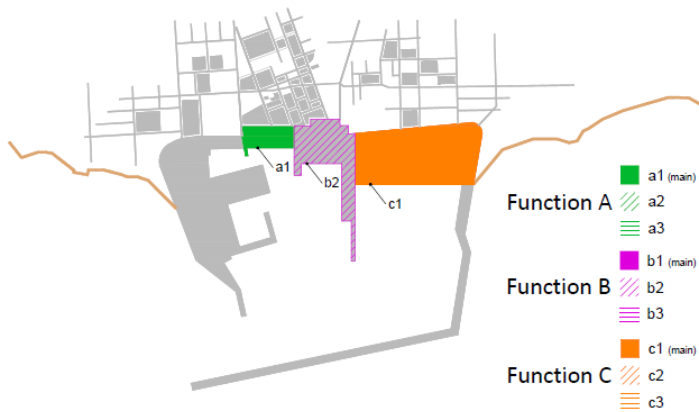 a1
b2
c1
Function A
a1 (main)
a2
a3
Function B
b1 (main)
b2
b3
Function C
c1 (main)
c2
c3